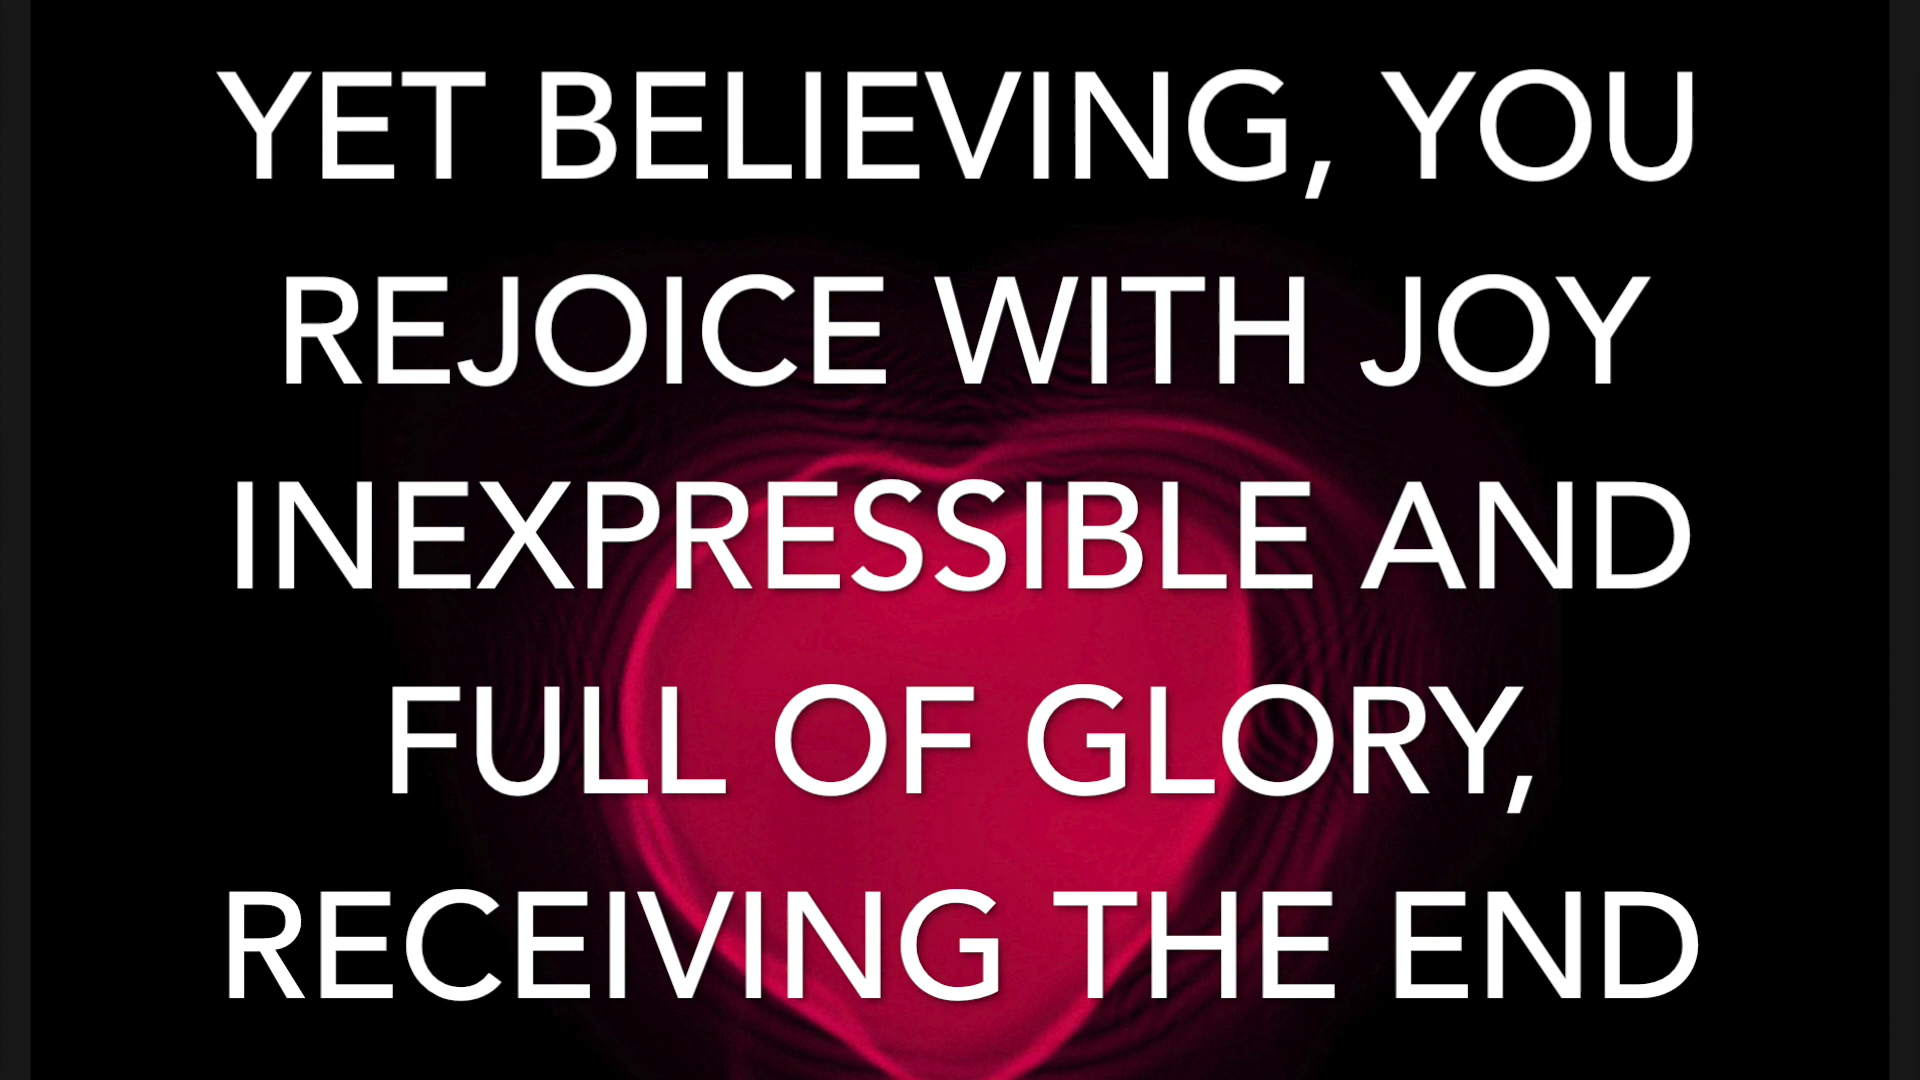 YET BELIEVING, YOU
REJOICE WITH JOY
INEXPRESSIBLE AND
FULL OF GLORY,
RECEIVING THE END